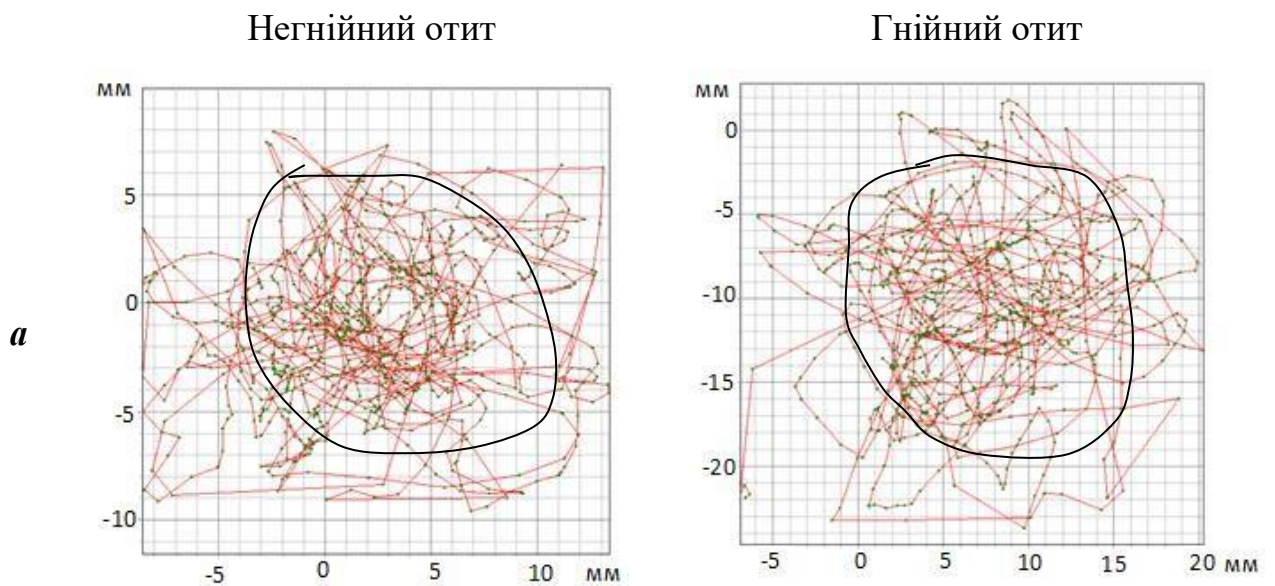 Негнійний отит
Гнійний отит
а
мм
5
0
-5
-10
-5 0 5 10 мм
мм
0
-5
-10
-15
-20
-5 0 5 10 15 20 мм